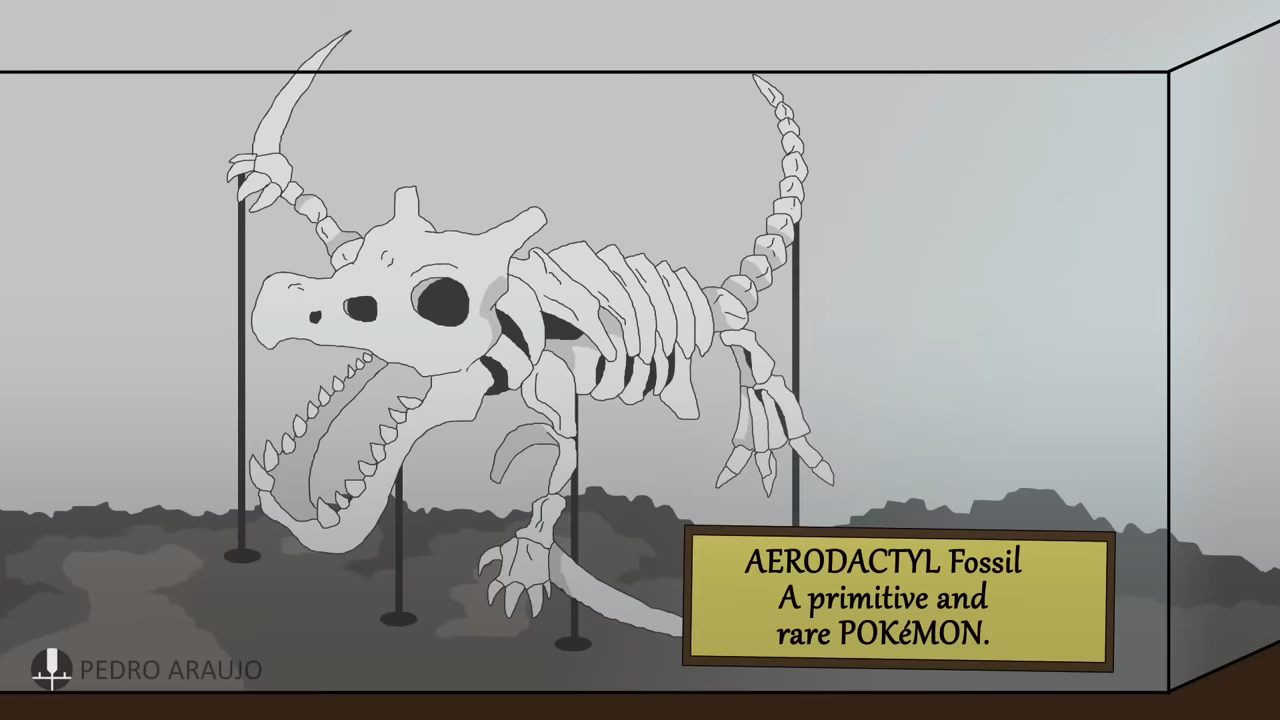 AERODACTYL Fossil
A primitive and
rare POKéMON.
PEDRO ARAUJO